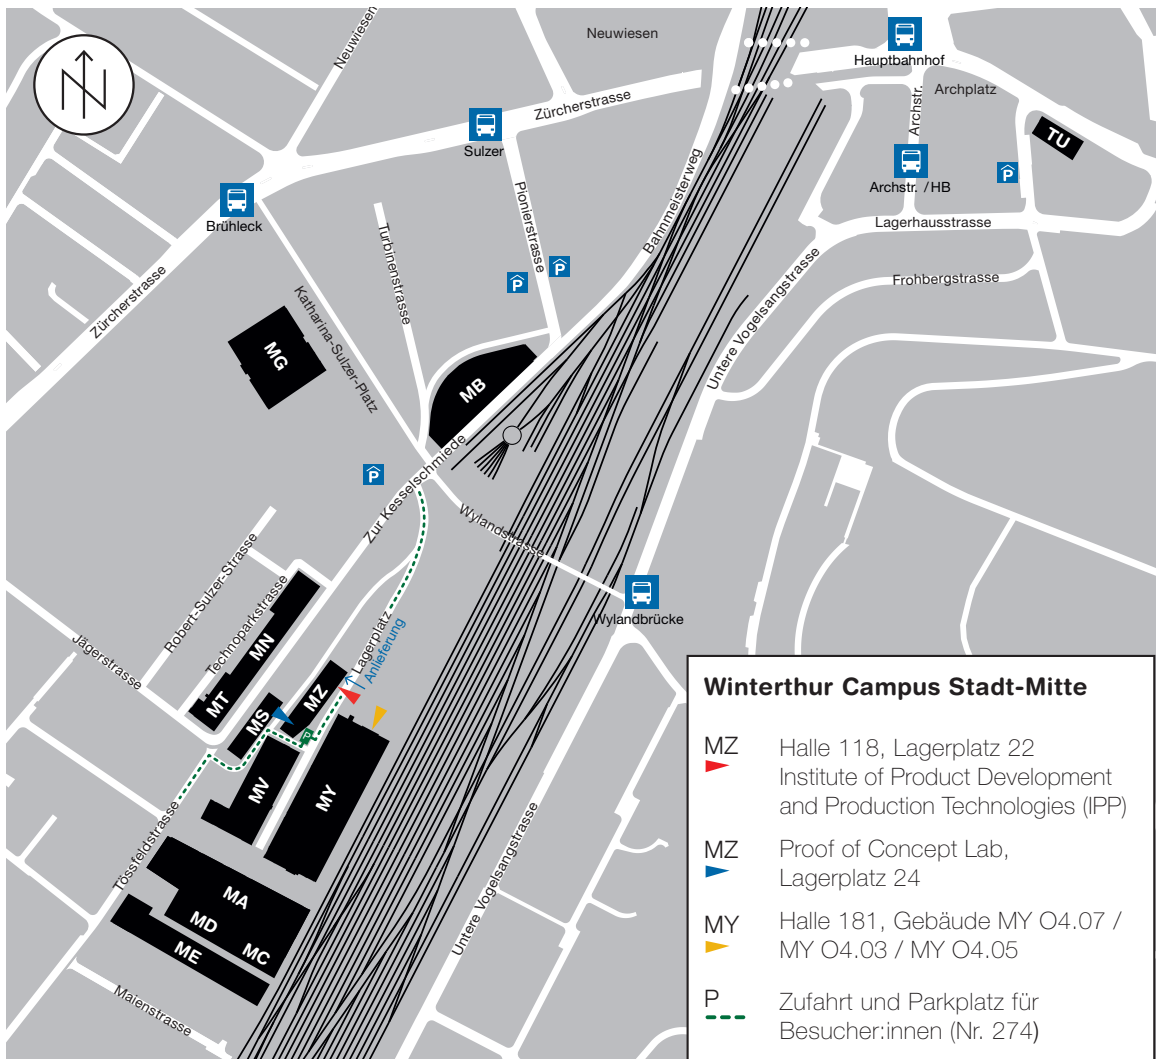 N
Neuwiesen
Neuwiesen
Hauptbahnhof
Archplatz
Archstr.
TU
Zürcherstrasse
Sulzer
Archstr. /HB
P
Brühleck
Pionierstrasse
Bahnmeisterweg
Lagerhausstrasse
Turbinenstrasse
P
P
Frohbergstrasse
Zürcherstrasse
Katharina-Sulzer-Platz
Untere Vogelsangstrasse
MG
MB
P
Zur Kesselschmiede
Wylandstrasse
Robert-Sulzer-Strasse
Technoparkstrasse
Wylandbrücke
Jägerstrasse
MN
Lagerplatz
Anlieferung
MT
MS
MZ
P
MV
MY
Tössfeldstrasse
MA
MD
MC
ME
Untere Vogelsangstrasse
Maienstrasse
Winterthur Campus Stadt-Mitte
MZ Halle 118, Lagerplatz 22
Institute of Product Development
and Production Technologies (IPP)
MZ Proof of Concept Lab,
Lagerplatz 24
MY Halle 181, Gebäude MY O4.07 /
MY O4.03 / MY O4.05
P Zufahrt und Parkplatz für
Besucher:innen (Nr. 274)